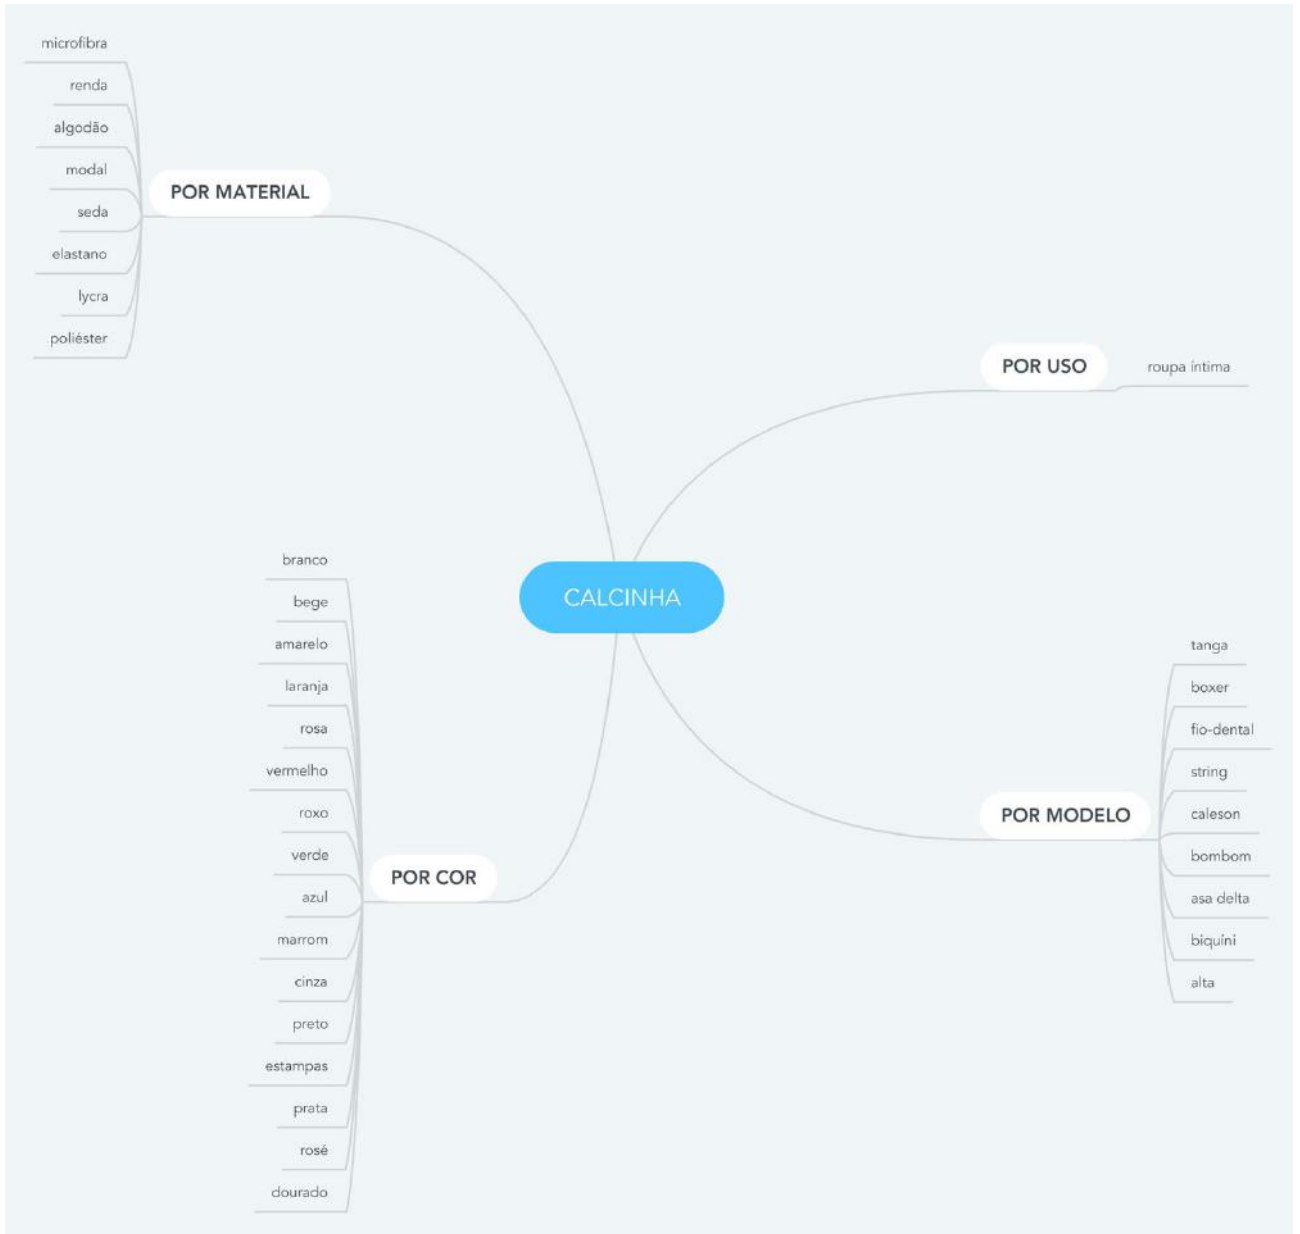 microfibra
renda
algodão
modal
seda
elastano
lycra
poliéster
POR MATERIAL
POR USO
roupa íntima
CALCINHA
branco
bege
amarelo
laranja
rosa
vermelho
roxo
verde
azul
marrom
cinza
preto
estampas
prata
rosé
dourado
POR COR
POR MODELO
tanga
boxer
fio-dental
string
caleson
bombom
asa delta
biquíni
alta